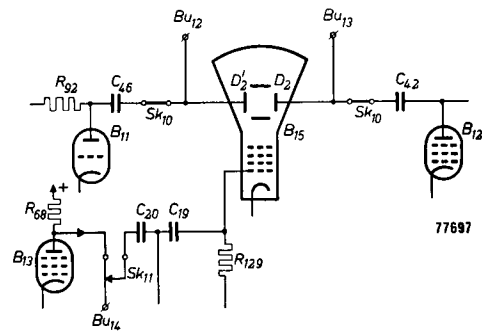 Bu12 Bu13
R92 C46 D2' D2 C42
Sk10 Sk10
B11 B15 B12
+
R68 C20 C19
77697
B13 Sk11 R129
Bu14